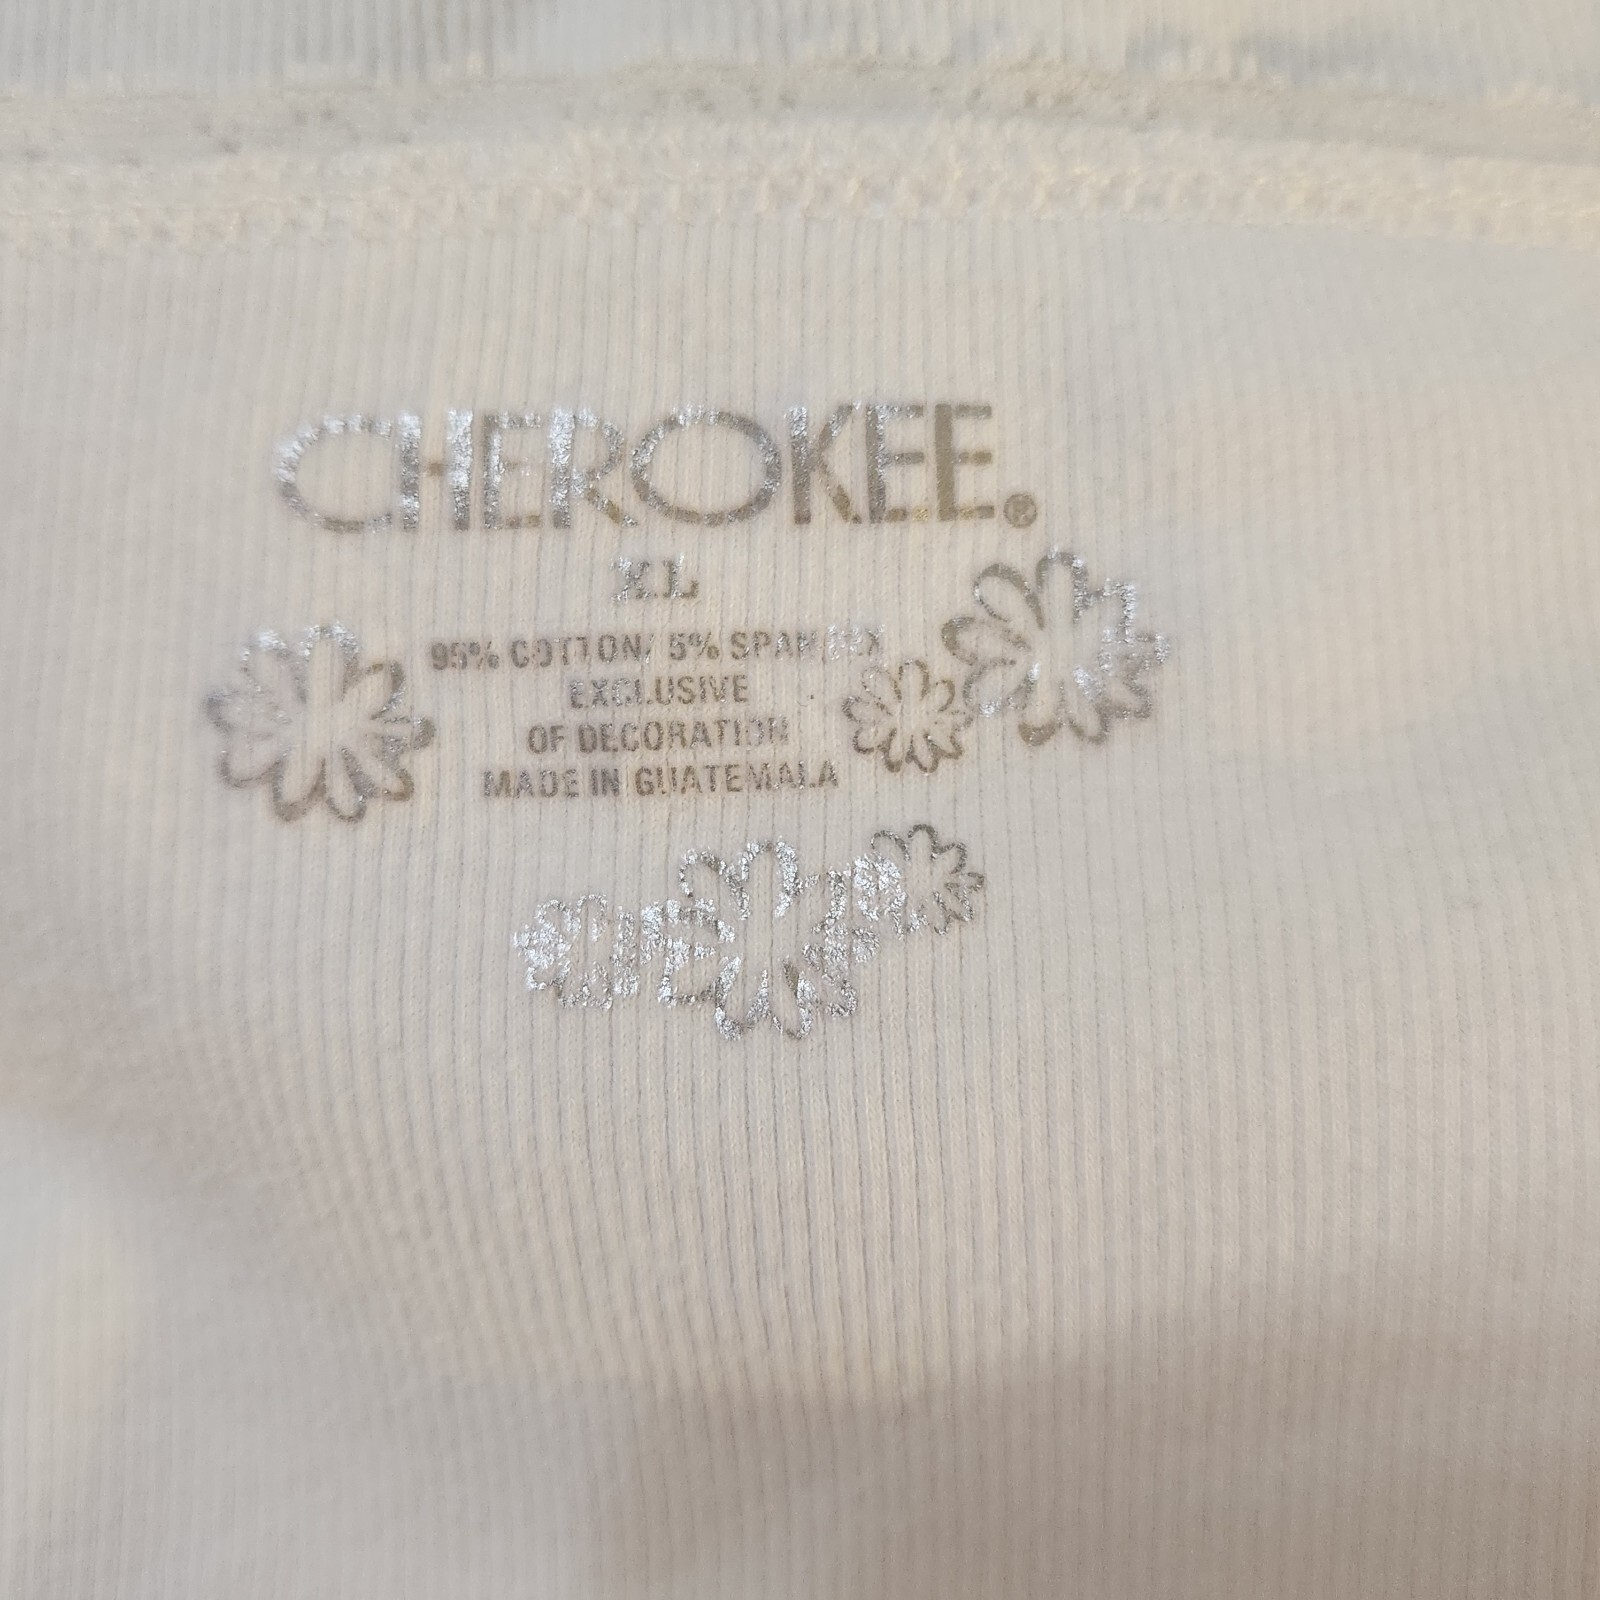 CHEROKEE®
XL
95% COTTON/ 5% SPANDEX
EXCLUSIVE
OF DECORATION
MADE IN GUATEMALA